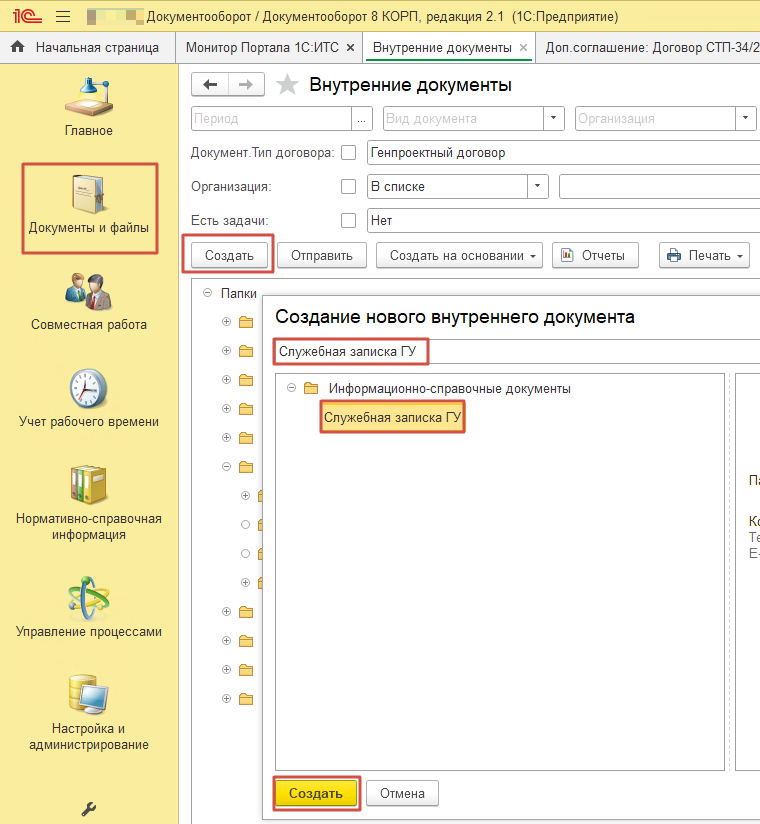 1С Документооборот / Документооборот 8 КОРП, редакция 2.1 (1С:Предприятие)
Начальная страница
Монитор Портала 1С:ИТС ×
Внутренние документы ×
Доп.соглашение: Договор СТП-34/2
Главное
Документы и файлы
Совместная работа
Учет рабочего времени
Нормативно-справочная
информация
Управление процессами
Настройка и
администрирование
Внутренние документы
Период ...
Вид документа
Организация
Документ.Тип договора: Генпроектный договор
Организация: В списке
Есть задачи: Нет
Создать
Отправить
Создать на основании
Отчеты
Печать
Папки
Создание нового внутреннего документа
Служебная записка ГУ
Информационно-справочные документы
Служебная записка ГУ
Создать
Отмена